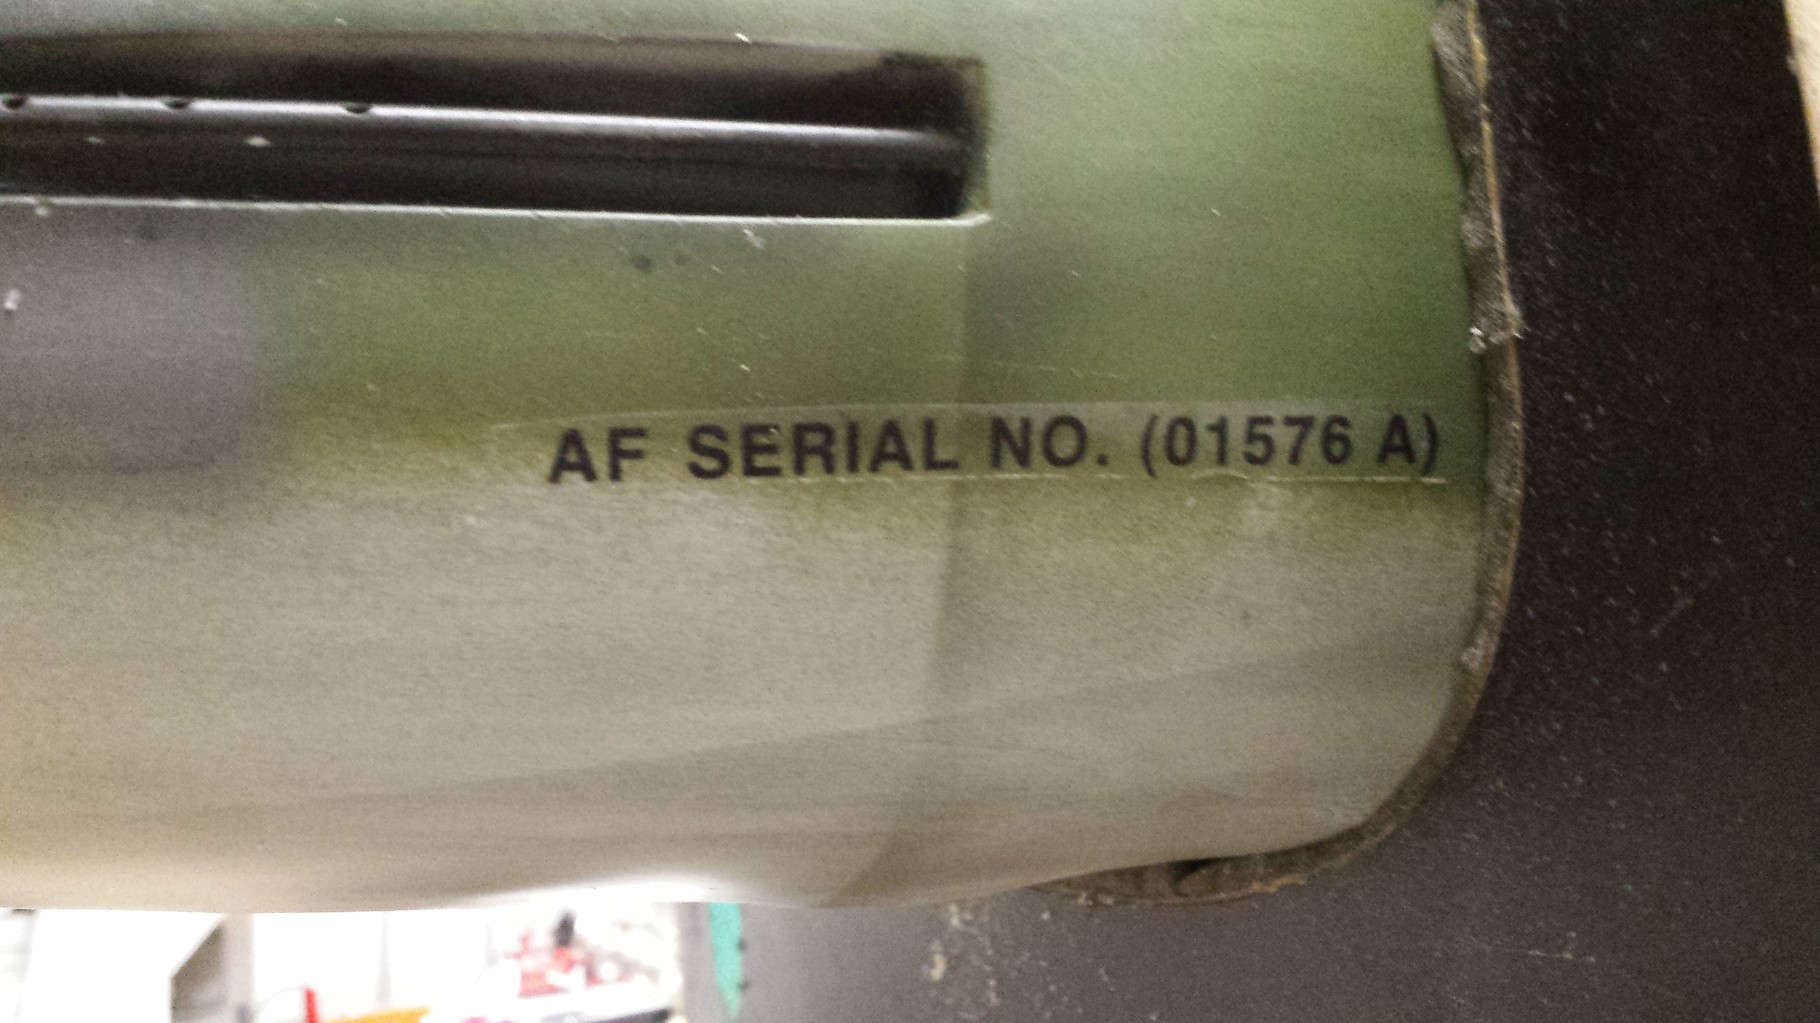 AF SERIAL NO. (01576 A)